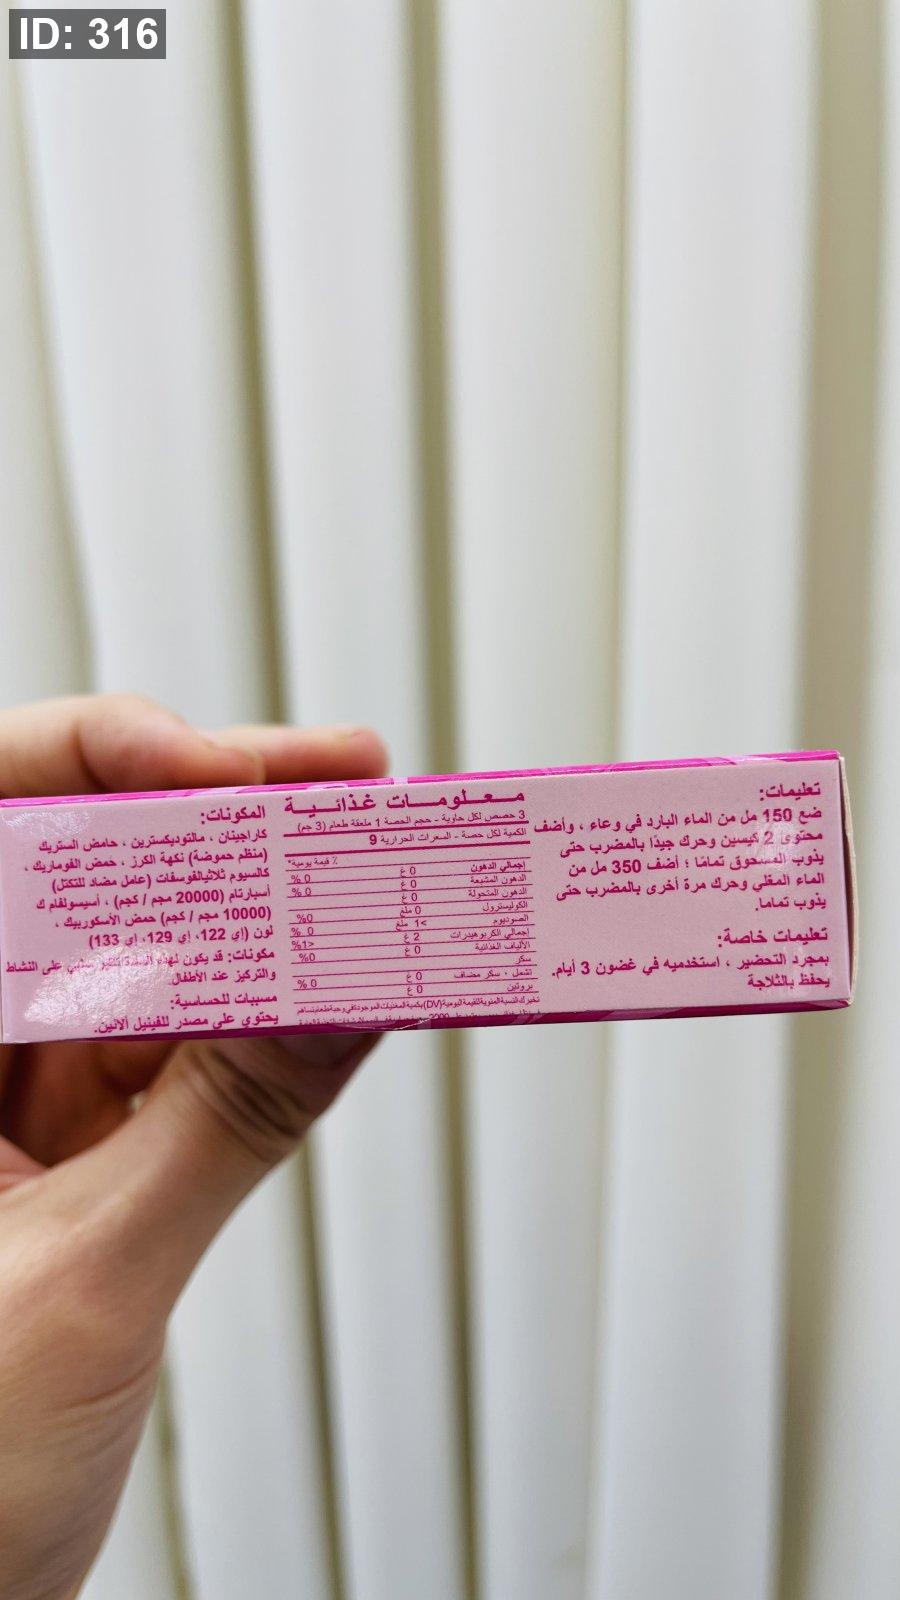 ID: 316
تعليمات:
ضع 150 مل من الماء البارد في وعاء ، وأضف
محتوى 2 كيسين وحرك جيدًا بالمضرب حتى
يذوب المسحوق تمامًا ؛ أضف 350 مل من
الماء المغلي وحرك مرة أخرى بالمضرب حتى
يذوب تماما.
تعليمات خاصة:
بمجرد التحضير ، استخدميه في غضون 3 أيام.
يحفظ بالثلاجة
معلومات غذائية
3 حصص لكل حاوية - حجم الحصة 1 ملعقة طعام (3 جم)
الكمية لكل حصة - السعرات الحرارية 9
٪ قيمة يومية*
إجمالي الدهون 0 غ 0 %
الدهون المشبعة 0 غ 0 %
الدهون المتحولة 0 غ
الكوليسترول 0 ملغ 0%
الصوديوم <1 ملغ 0 %
إجمالي الكربوهيدرات 2 غ <1%
الألياف الغذائية 0 غ 0%
سكر
تشمل - سكر مضاف 0 غ 0 %
بروتين 0 غ
المكونات:
كاراجينان ، مالتوديكسترين ، حامض الستريك
(منظم حموضة) نكهة الكرز ، حمض الفوماريك ،
كالسيوم ثلاثيالفوسفات (عامل مضاد للتكتل)
أسبارتام (20000 مجم / كجم) ، أسيسولفام ك
(10000 مجم / كجم) حمض الأسكوربيك ،
لون (إي 122، إي 129، إي 133)
مكونات: قد يكون لهذه تأثير سلبي على النشاط
والتركيز عند الأطفال.
مسببات للحساسية:
يحتوي على مصدر للفينيل ألانين.